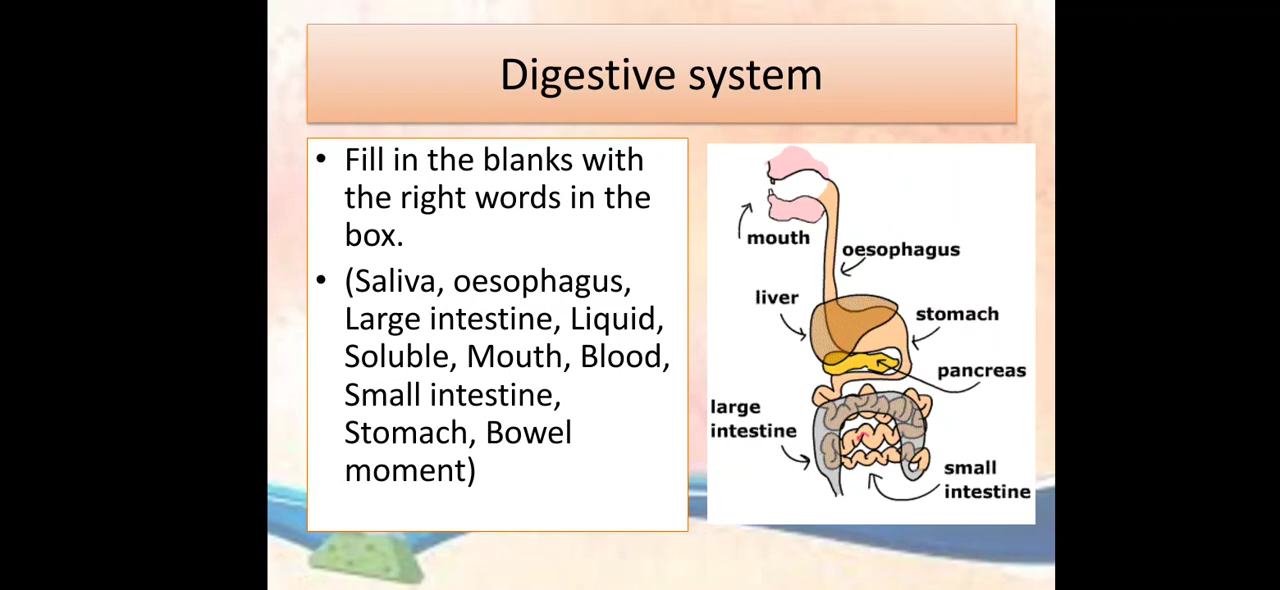 Digestive system
• Fill in the blanks with
the right words in the
box.
• (Saliva, oesophagus,
Large intestine, Liquid,
Soluble, Mouth, Blood,
Small intestine,
Stomach, Bowel
moment)
mouth
oesophagus
liver
stomach
pancreas
large
intestine
small
intestine